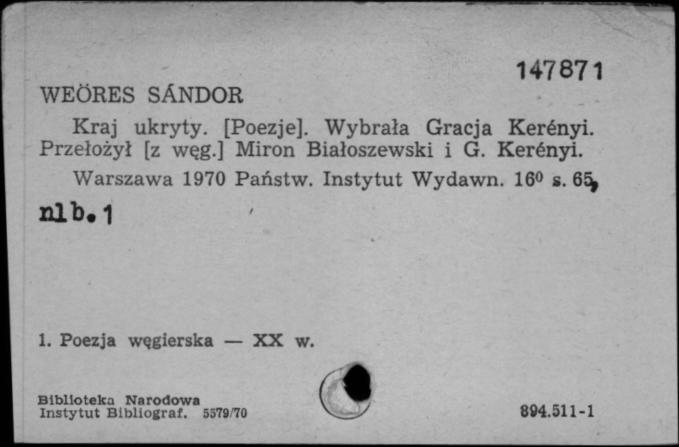 147871
WEÖRES SÁNDOR
Kraj ukryty. [Poezje]. Wybrała Gracja Kerényi.
Przełożył [z węg.] Miron Białoszewski i G. Kerényi.
Warszawa 1970 Państw. Instytut Wydawn. 16⁰ s. 65,
nlb. 1
1. Poezja węgierska — XX w.
Biblioteka Narodowa
Instytut Bibliograf. 5579/70
894.511-1